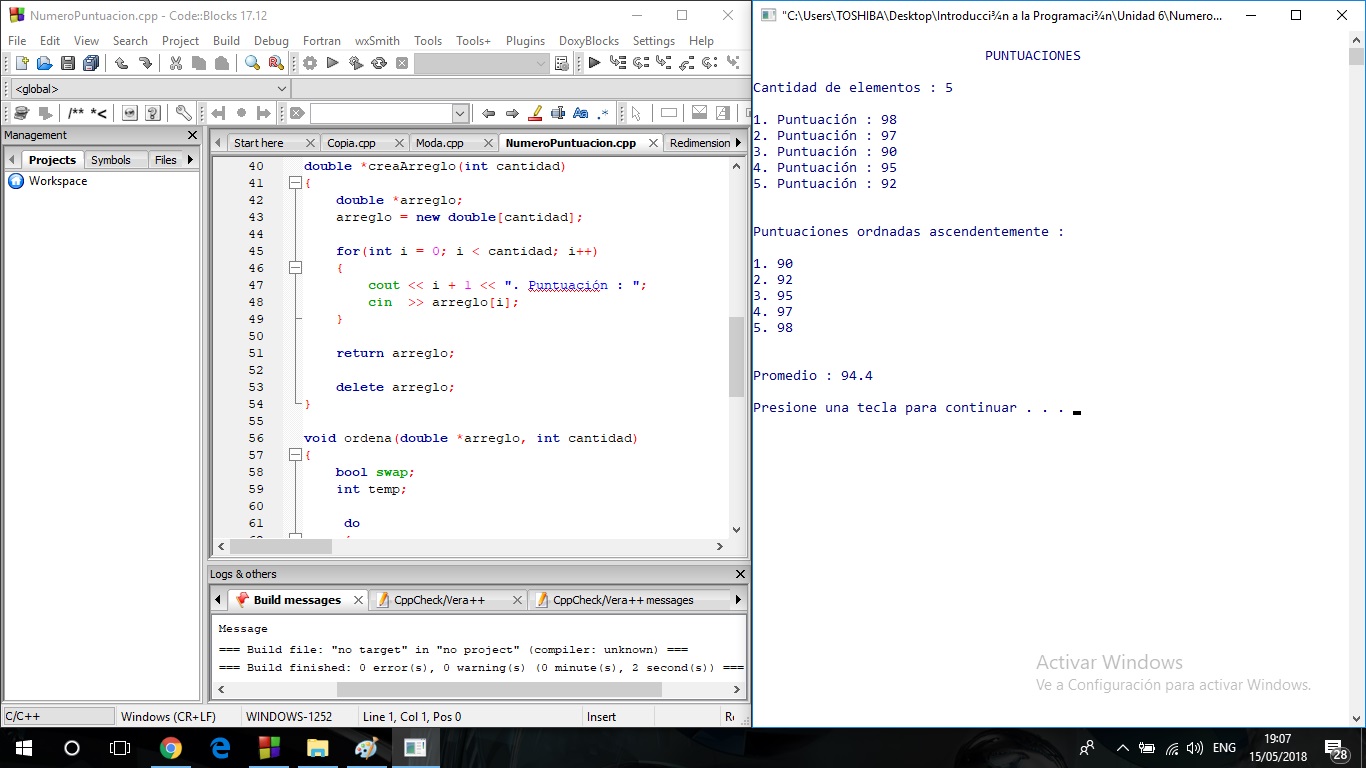 NumeroPuntuacion.cpp - Code::Blocks 17.12
File Edit View Search Project Build Debug Fortran wxSmith Tools Tools+ Plugins DoxyBlocks Settings Help
<global>
/** *<
Management
Projects Symbols Files
Workspace
Start here Copia.cpp Moda.cpp NumeroPuntuacion.cpp Redimension
40 double *creaArreglo(int cantidad)
41 {
42 double *arreglo;
43 arreglo = new double[cantidad];
44
45 for(int i = 0; i < cantidad; i++)
46 {
47 cout << i + 1 << ". Puntuación : ";
48 cin >> arreglo[i];
49 }
50
51 return arreglo;
52
53 delete arreglo;
54 }
55
56 void ordena(double *arreglo, int cantidad)
57 {
58 bool swap;
59 int temp;
60
61 do
Logs & others
Build messages CppCheck/Vera++ CppCheck/Vera++ messages
Message
=== Build file: "no target" in "no project" (compiler: unknown) ===
=== Build finished: 0 error(s), 0 warning(s) (0 minute(s), 2 second(s)) ===
C/C++ Windows (CR+LF) WINDOWS-1252 Line 1, Col 1, Pos 0 Insert
"C:\Users\TOSHIBA\Desktop\Introducci¾n a la Programaci¾n\Unidad 6\Numero...
PUNTUACIONES
Cantidad de elementos : 5
1. Puntuación : 98
2. Puntuación : 97
3. Puntuación : 90
4. Puntuación : 95
5. Puntuación : 92
Puntuaciones ordnadas ascendentemente :
1. 90
2. 92
3. 95
4. 97
5. 98
Promedio : 94.4
Presione una tecla para continuar . . .
Activar Windows
Ve a Configuración para activar Windows.
ENG
19:07
15/05/2018
28